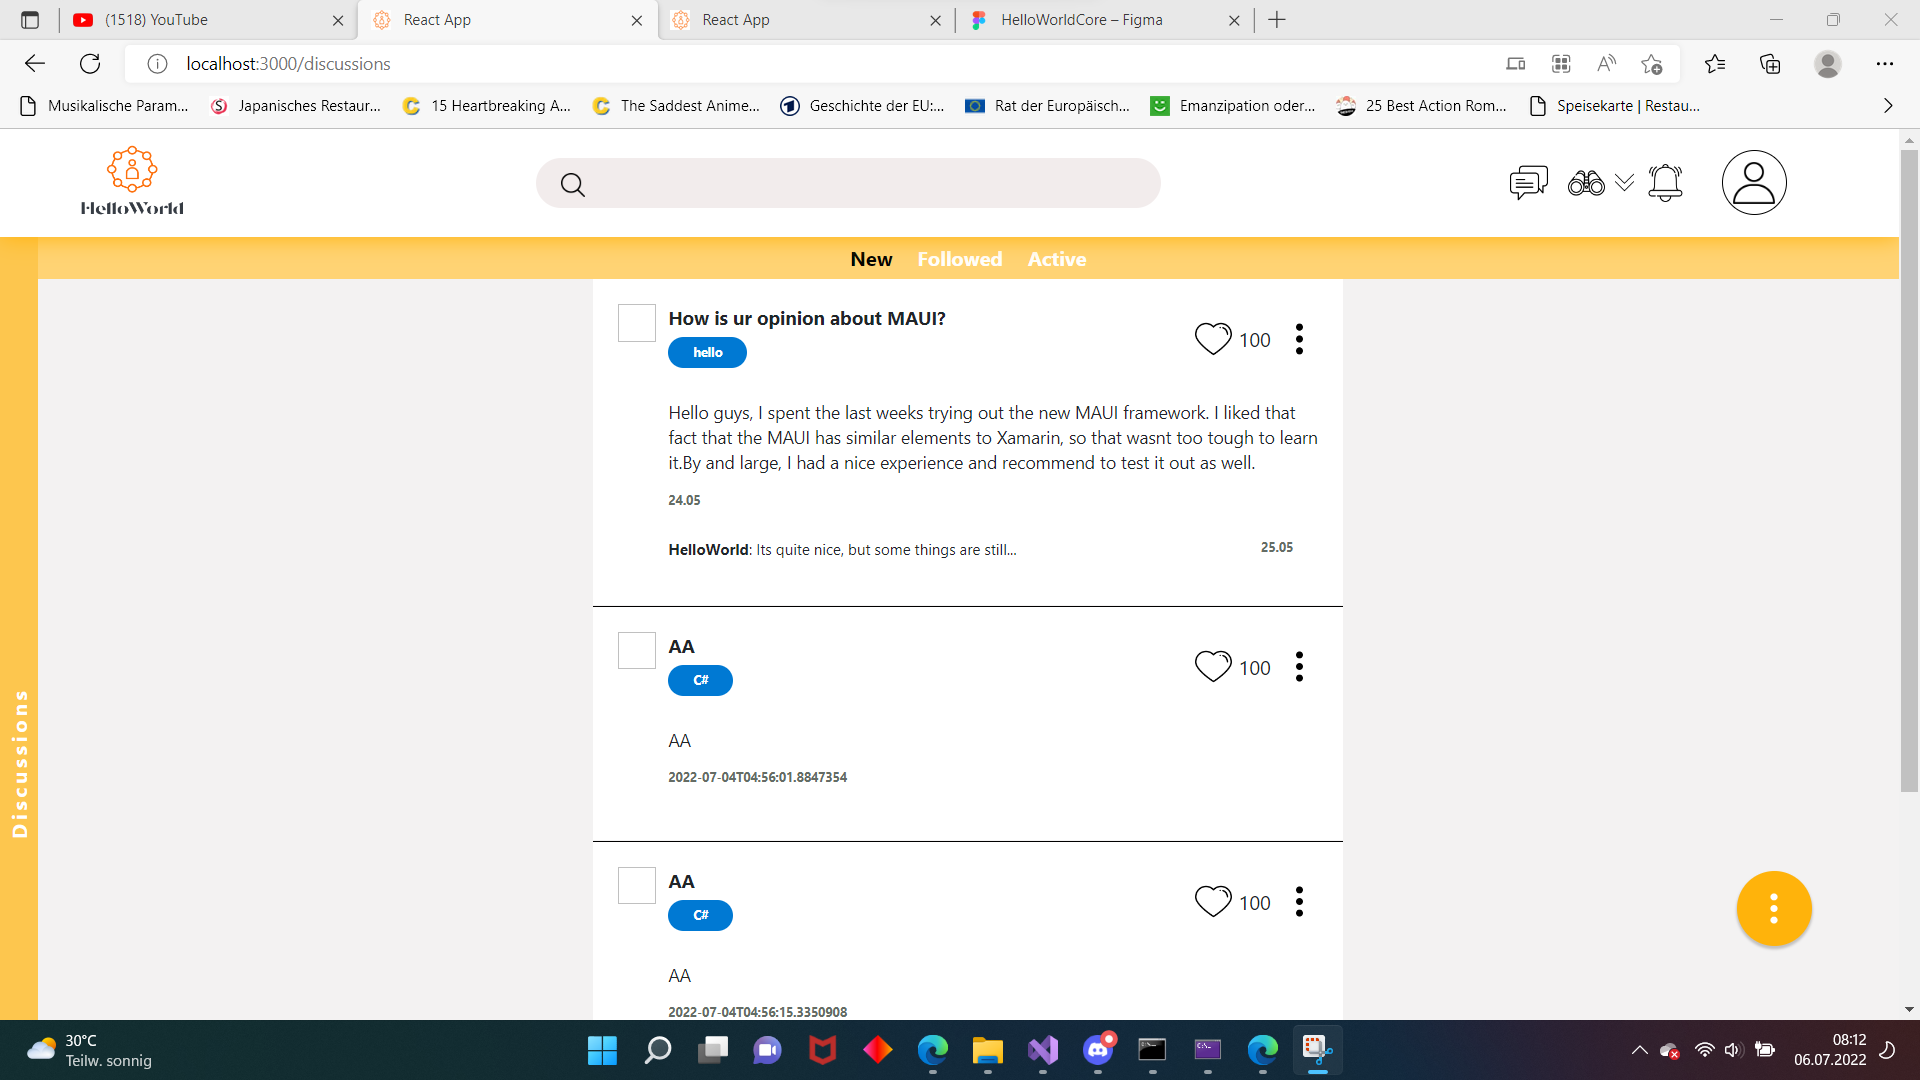 (1518) YouTube
React App
React App
HelloWorldCore – Figma
localhost:3000/discussions
Musikalische Param...
Japanisches Restaur...
15 Heartbreaking A...
The Saddest Anime...
Geschichte der EU:...
Rat der Europäisch...
Emanzipation oder...
25 Best Action Rom...
Speisekarte | Restau...
HelloWorld
New Followed Active
Discussions
How is ur opinion about MAUI?
hello
100
Hello guys, I spent the last weeks trying out the new MAUI framework. I liked that
fact that the MAUI has similar elements to Xamarin, so that wasnt too tough to learn
it.By and large, I had a nice experience and recommend to test it out as well.
24.05
HelloWorld: Its quite nice, but some things are still...
25.05
AA
C#
100
AA
2022-07-04T04:56:01.8847354
AA
C#
100
AA
2022-07-04T04:56:15.3350908
30°C
Teilw. sonnig
08:12
06.07.2022